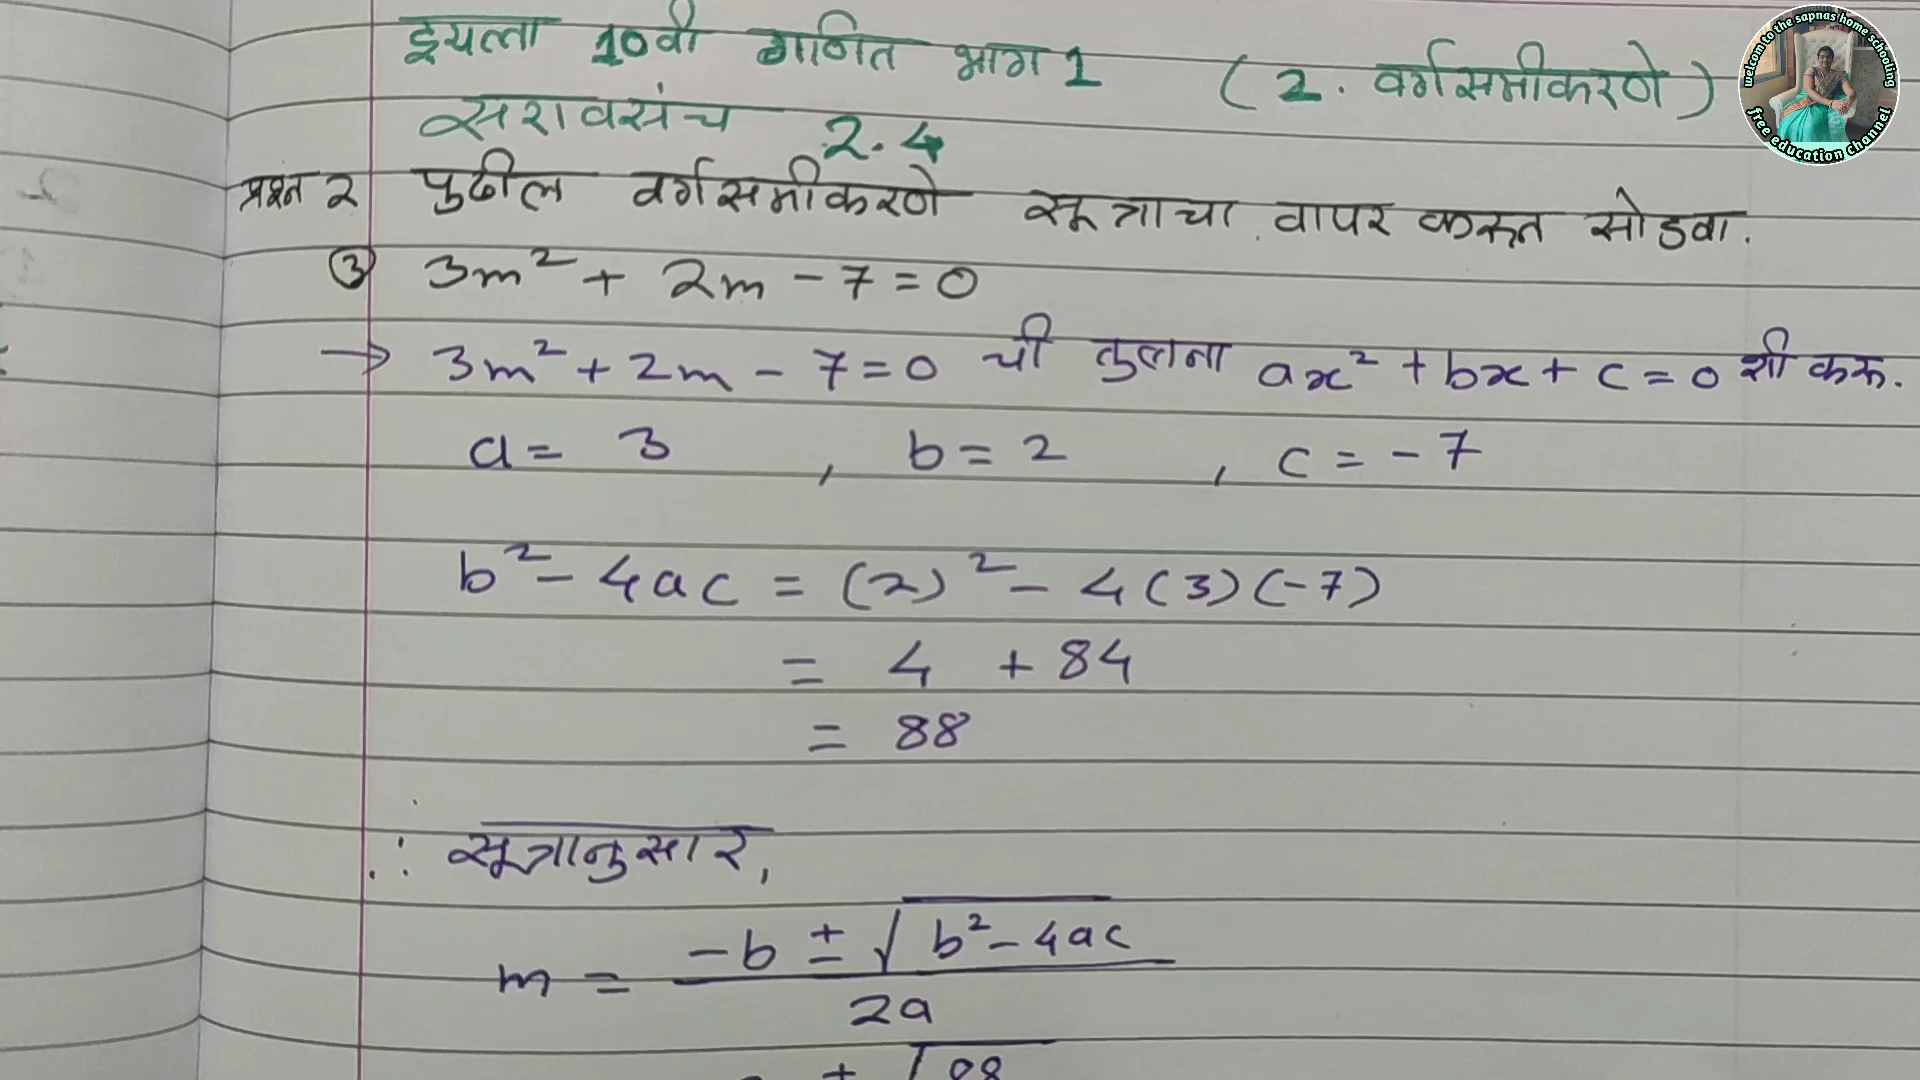 इयत्ता 10वी गणित भाग 1 (2. वर्गसमीकरणे)
सरावसंच 2.4
प्रश्न २ पुढील वर्गसमीकरणे सूत्राचा वापर करून सोडवा.
③ 3m² + 2m - 7 = 0
→ 3m² + 2m - 7 = 0 ची तुलना ax² + bx + c = 0 शी करू.
a = 3 , b = 2 , c = -7
b² - 4ac = (2)² - 4(3)(-7)
= 4 + 84
= 88
∴ सूत्रानुसार,
m = -b ± √b² - 4ac
2a
± √88
welcom to the sapnas home schooling
free education channel